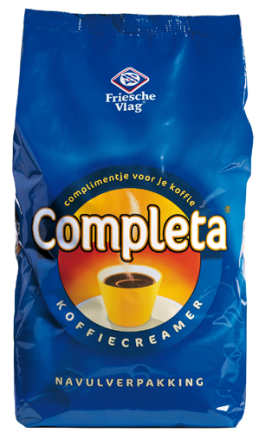 Friesche
Vlag®
complimentje voor je koffie
Completa®
KOFFIECREAMER
NAVULVERPAKKING